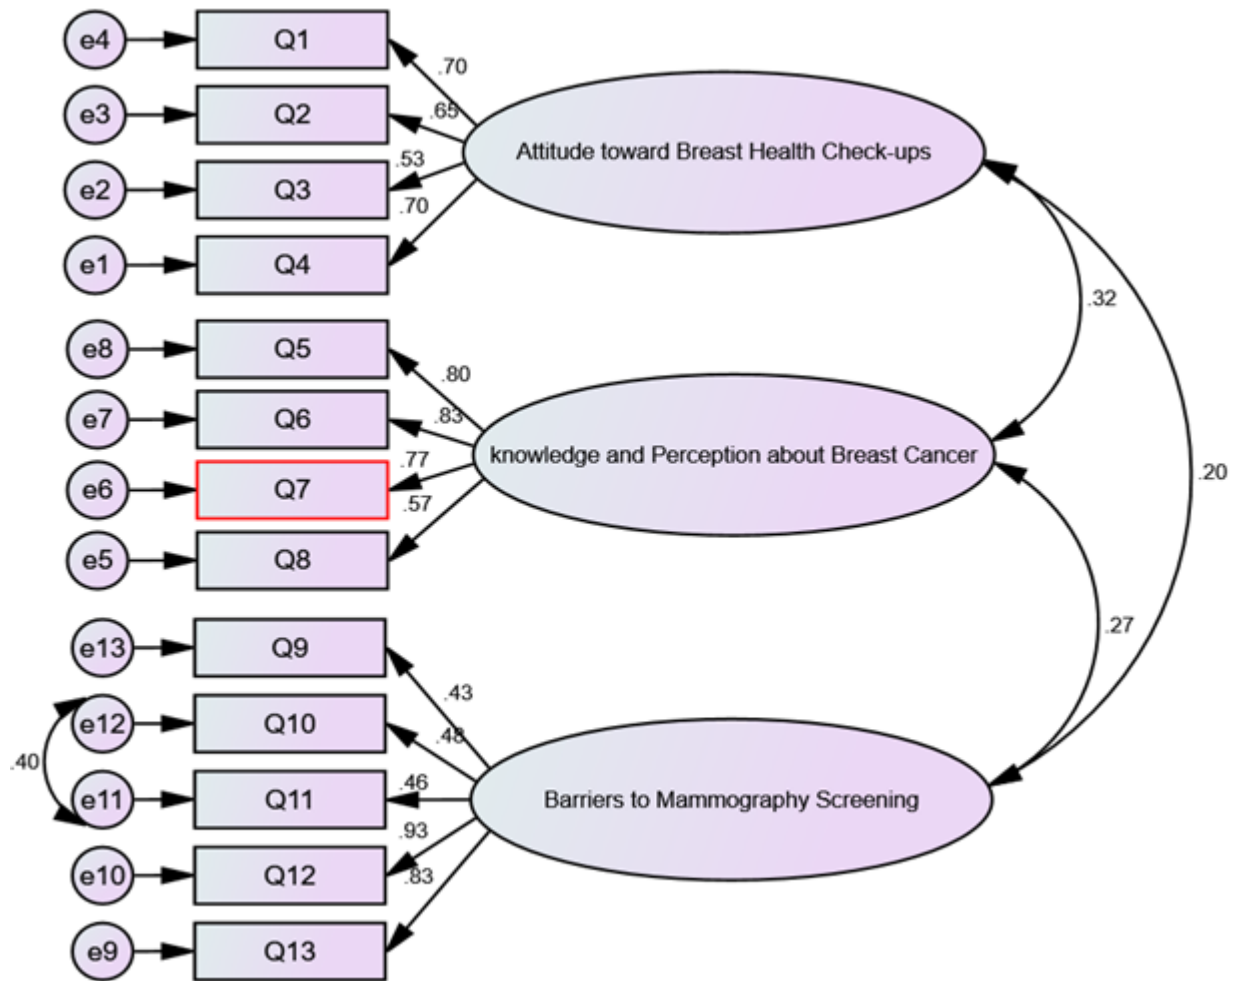 e4 Q1
.70
e3 Q2
.65
Attitude toward Breast Health Check-ups
.53
e2 Q3
.70
e1 Q4
.32
e8 Q5
.80
e7 Q6
.83
knowledge and Perception about Breast Cancer
.77
.20
e6 Q7
.57
e5 Q8
.27
e13 Q9
.43
e12 Q10
.48
.40
.46
e11 Q11
Barriers to Mammography Screening
.93
e10 Q12
.83
e9 Q13